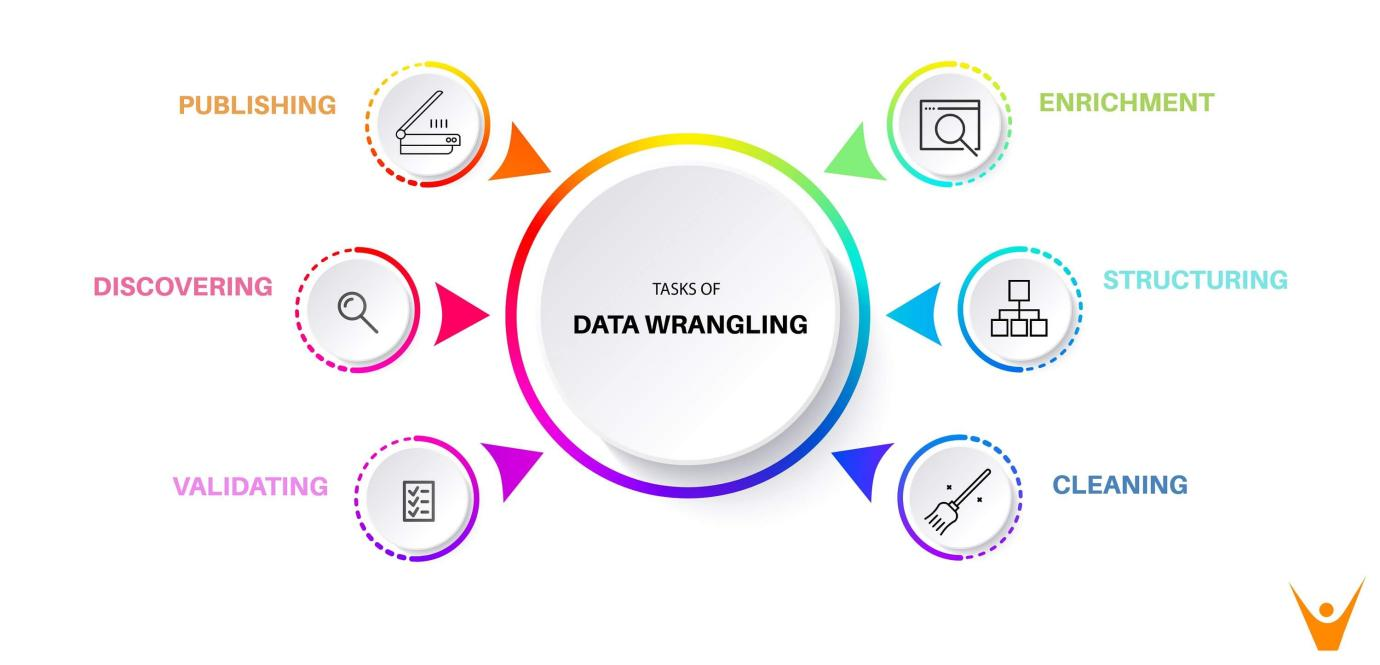 PUBLISHING
ENRICHMENT
DISCOVERING
STRUCTURING
TASKS OF
DATA WRANGLING
VALIDATING
CLEANING